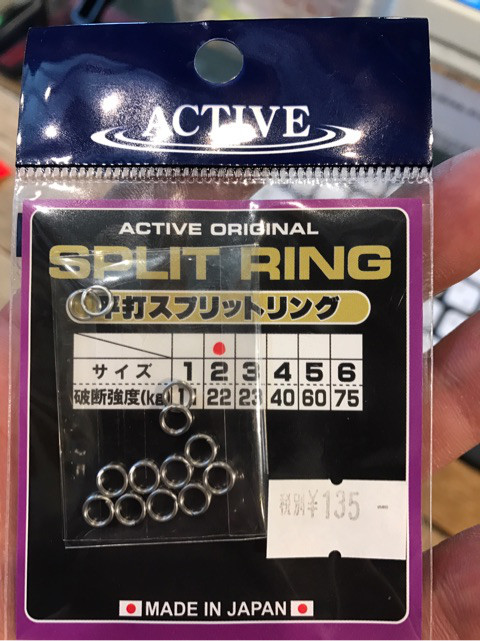 ACTIVE
ACTIVE ORIGINAL
SPLIT RING
平打スプリットリング
サイズ 1 2 3 4 5 6
破断強度(kg) 22 23 40 60 75
税別¥135
MADE IN JAPAN